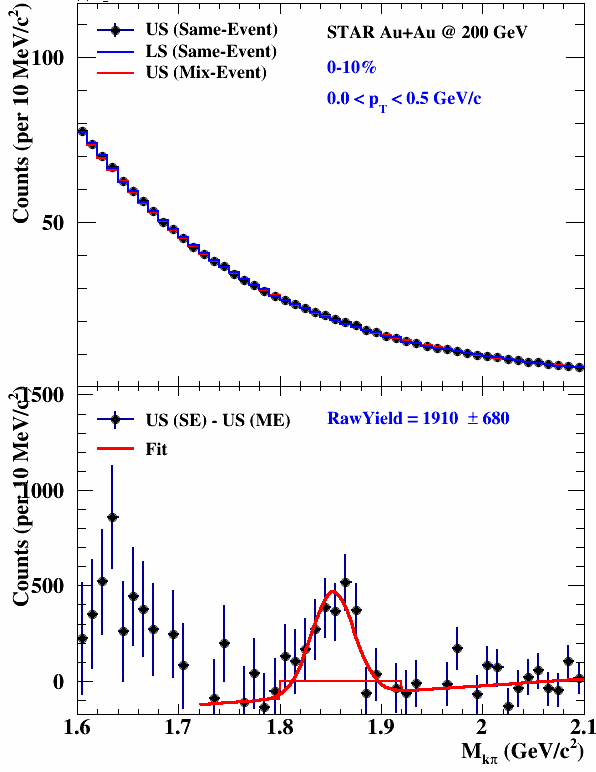 US (Same-Event)
LS (Same-Event)
US (Mix-Event)
STAR Au+Au @ 200 GeV
0-10%
0.0 < p_T < 0.5 GeV/c
Counts (per 10 MeV/c²)
100
50
US (SE) - US (ME)
Fit
RawYield = 1910 ± 680
Counts (per 10 MeV/c²)
1500
1000
500
0
1.6 1.7 1.8 1.9 2 2.1
M_kπ (GeV/c²)